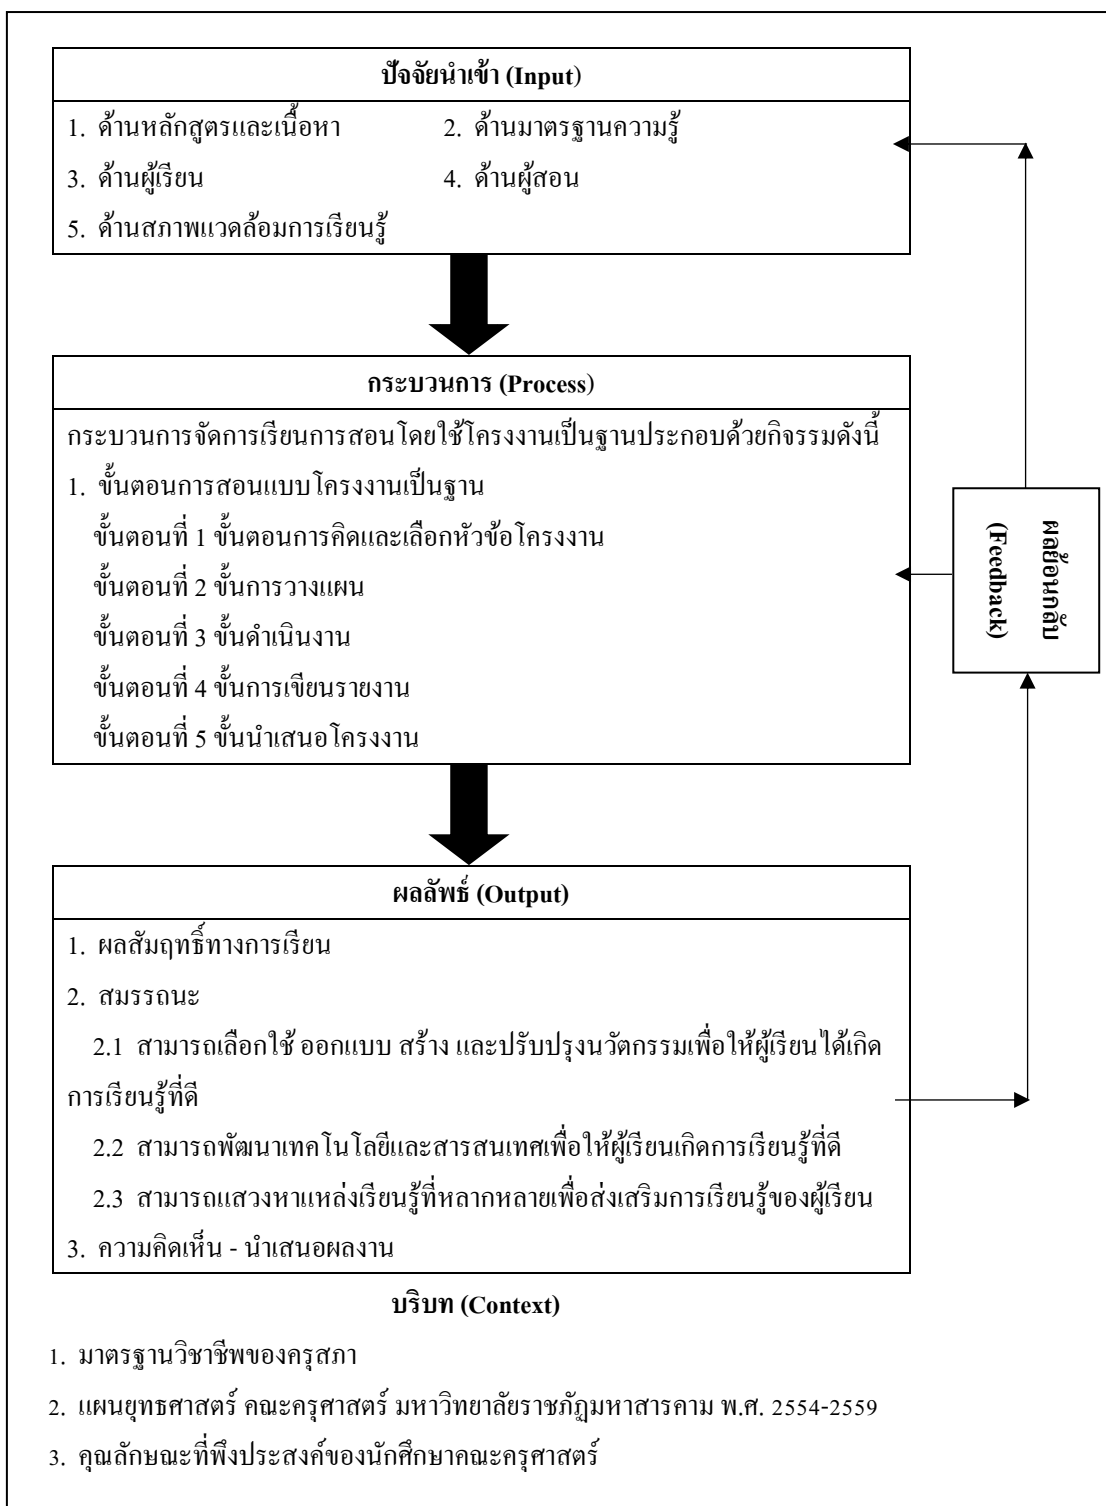 ปัจจัยนำเข้า (Input)
1. ด้านหลักสูตรและเนื้อหา 2. ด้านมาตรฐานความรู้
3. ด้านผู้เรียน 4. ด้านผู้สอน
5. ด้านสภาพแวดล้อมการเรียนรู้
กระบวนการ (Process)
กระบวนการจัดการเรียนการสอนโดยใช้โครงงานเป็นฐานประกอบด้วยกิจรรมดังนี้
1. ขั้นตอนการสอนแบบโครงงานเป็นฐาน
ขั้นตอนที่ 1 ขั้นตอนการคิดและเลือกหัวข้อโครงงาน
ขั้นตอนที่ 2 ขั้นการวางแผน
ขั้นตอนที่ 3 ขั้นดำเนินงาน
ขั้นตอนที่ 4 ขั้นการเขียนรายงาน
ขั้นตอนที่ 5 ขั้นนำเสนอโครงงาน
ผลย้อนกลับ
(Feedback)
ผลลัพธ์ (Output)
1. ผลสัมฤทธิ์ทางการเรียน
2. สมรรถนะ
2.1 สามารถเลือกใช้ ออกแบบ สร้าง และปรับปรุงนวัตกรรมเพื่อให้ผู้เรียนได้เกิด
การเรียนรู้ที่ดี
2.2 สามารถพัฒนาเทคโนโลยีและสารสนเทศเพื่อให้ผู้เรียนเกิดการเรียนรู้ที่ดี
2.3 สามารถแสวงหาแหล่งเรียนรู้ที่หลากหลายเพื่อส่งเสริมการเรียนรู้ของผู้เรียน
3. ความคิดเห็น - นำเสนอผลงาน
บริบท (Context)
1. มาตรฐานวิชาชีพของครุสภา
2. แผนยุทธศาสตร์ คณะครุศาสตร์ มหาวิทยาลัยราชภัฏมหาสารคาม พ.ศ. 2554-2559
3. คุณลักษณะที่พึงประสงค์ของนักศึกษาคณะครุศาสตร์